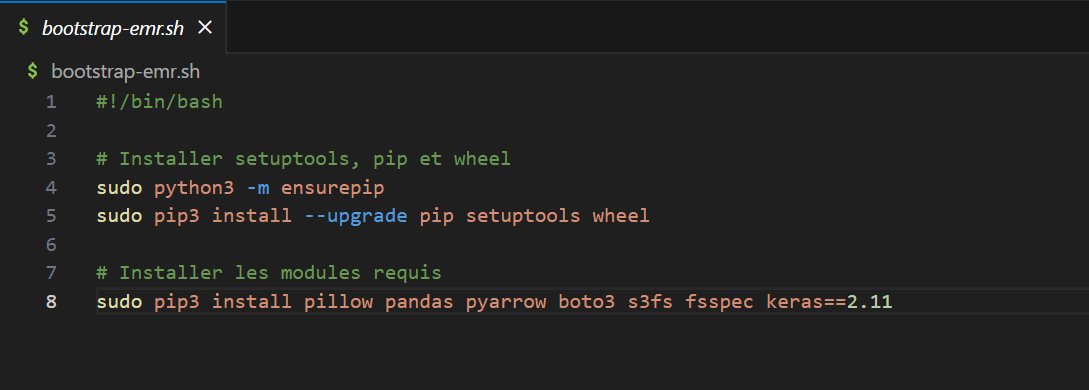 $ bootstrap-emr.sh ×
$ bootstrap-emr.sh
1 #!/bin/bash
2
3 # Installer setuptools, pip et wheel
4 sudo python3 -m ensurepip
5 sudo pip3 install --upgrade pip setuptools wheel
6
7 # Installer les modules requis
8 sudo pip3 install pillow pandas pyarrow boto3 s3fs fsspec keras==2.11